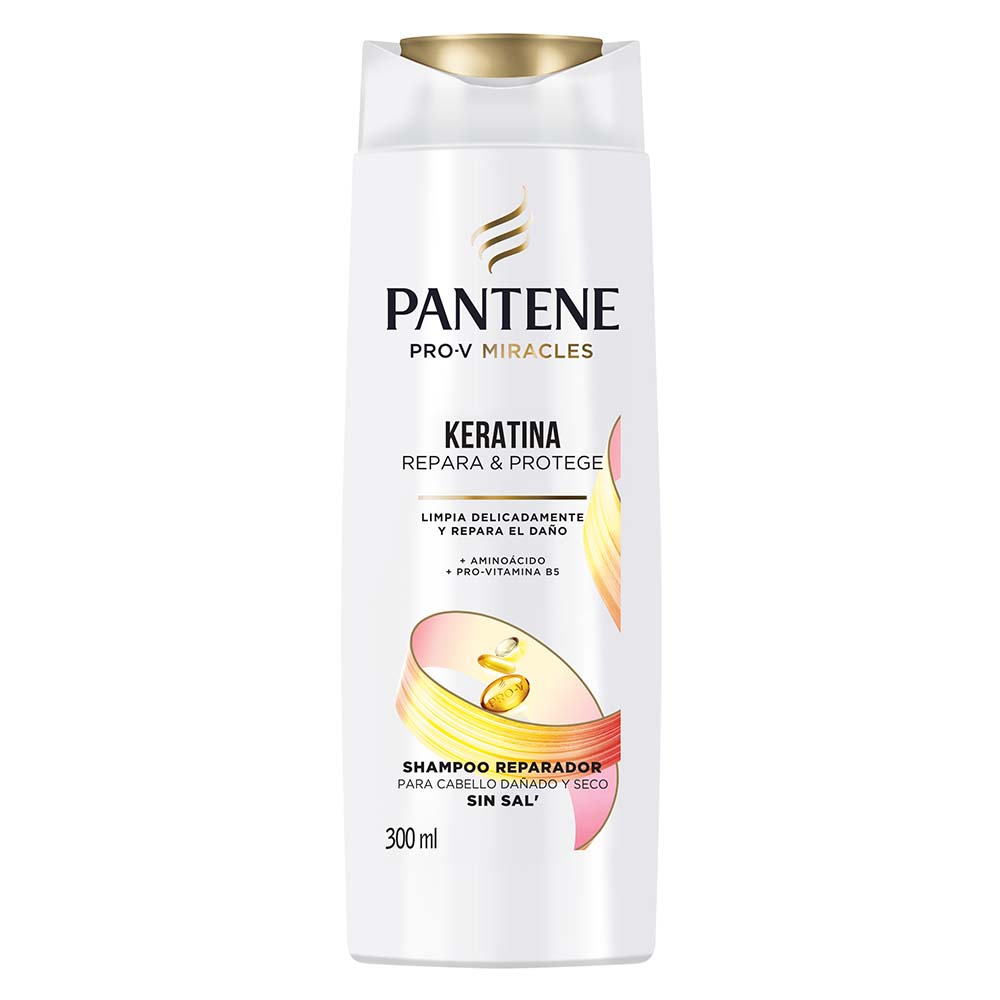 PANTENE
PRO-V MIRACLES
KERATINA
REPARA & PROTEGE
LIMPIA DELICADAMENTE
Y REPARA EL DAÑO
+ AMINOÁCIDO
+ PRO-VITAMINA B5
PRO-V
SHAMPOO REPARADOR
PARA CABELLO DAÑADO Y SECO
SIN SAL'
300 ml